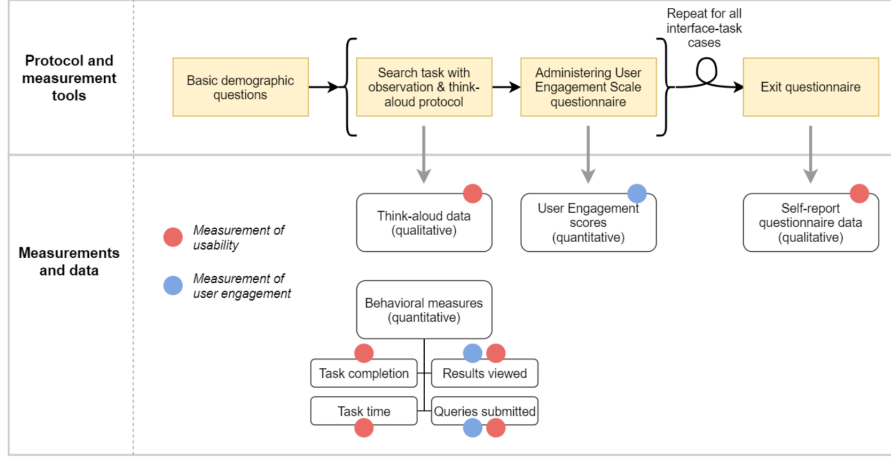 Repeat for all
interface-task
cases
Protocol and
measurement
tools
Basic demographic
questions
Search task with
observation & think-
aloud protocol
Administering User
Engagement Scale
questionnaire
Exit questionnaire
Measurements
and data
Measurement of
usability
Measurement of
user engagement
Think-aloud data
(qualitative)
User Engagement
scores
(quantitative)
Self-report
questionnaire data
(qualitative)
Behavioral measures
(quantitative)
Task completion
Results viewed
Task time
Queries submitted